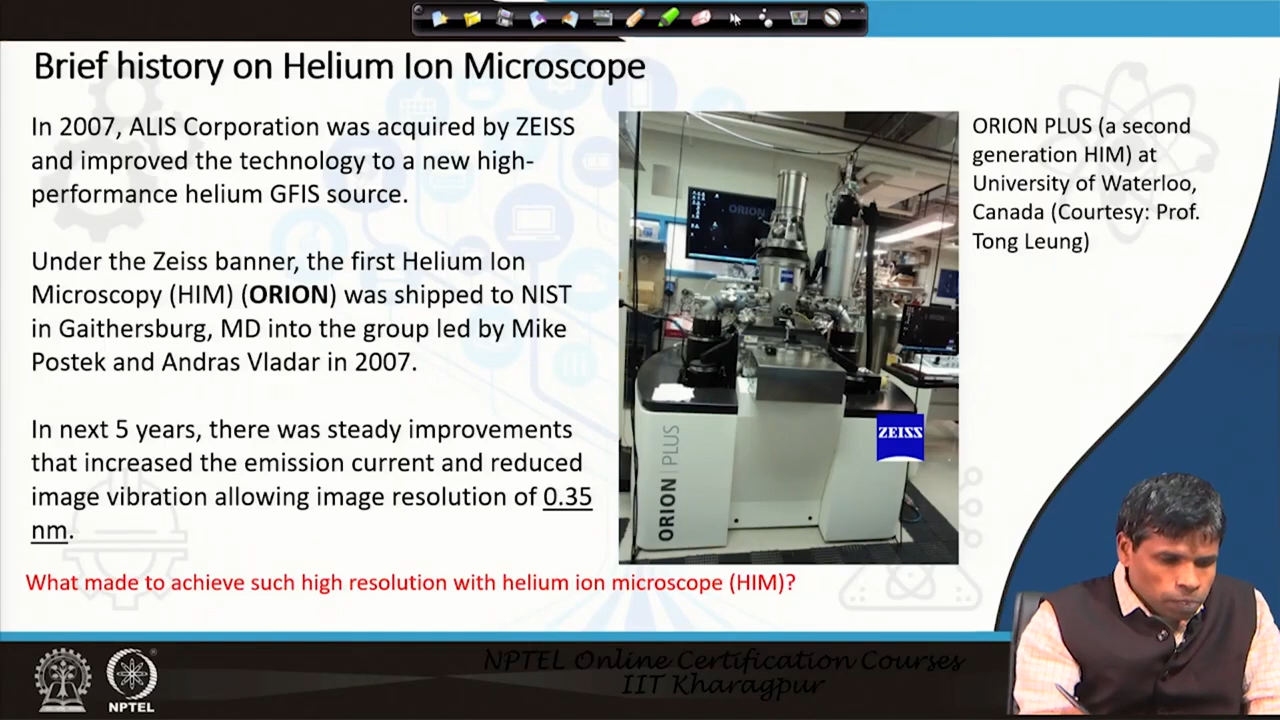 Brief history on Helium Ion Microscope
In 2007, ALIS Corporation was acquired by ZEISS
and improved the technology to a new high-
performance helium GFIS source.
Under the Zeiss banner, the first Helium Ion
Microscopy (HIM) (ORION) was shipped to NIST
in Gaithersburg, MD into the group led by Mike
Postek and Andras Vladar in 2007.
In next 5 years, there was steady improvements
that increased the emission current and reduced
image vibration allowing image resolution of 0.35
nm.
ORION
ORION PLUS
ZEISS
ORION PLUS (a second
generation HIM) at
University of Waterloo,
Canada (Courtesy: Prof.
Tong Leung)
What made to achieve such high resolution with helium ion microscope (HIM)?
NPTEL
NPTEL Online Certification Courses
IIT Kharagpur